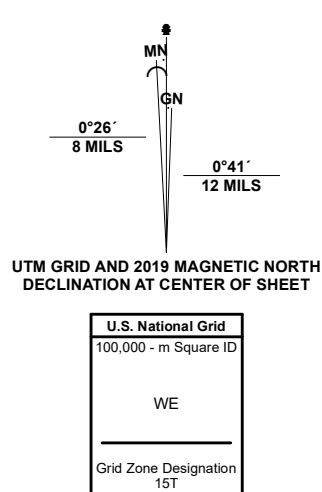 MN
GN
0°26´
8 MILS
0°41´
12 MILS
UTM GRID AND 2019 MAGNETIC NORTH
DECLINATION AT CENTER OF SHEET
U.S. National Grid
100,000 - m Square ID
WE
Grid Zone Designation
15T